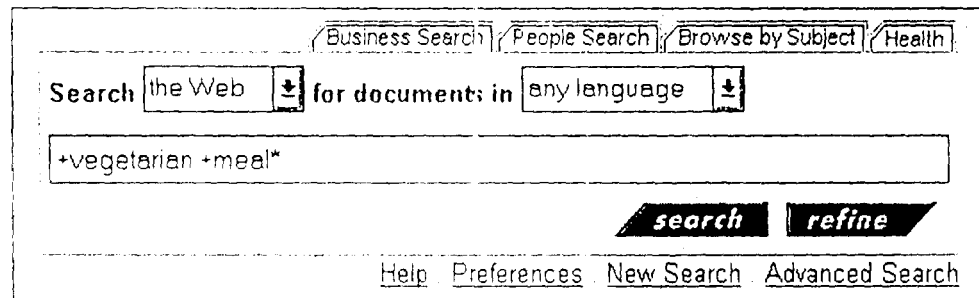 Business Search People Search Browse by Subject Health
Search the Web for documents in any language
+vegetarian +meal*
search refine
Help Preferences New Search Advanced Search